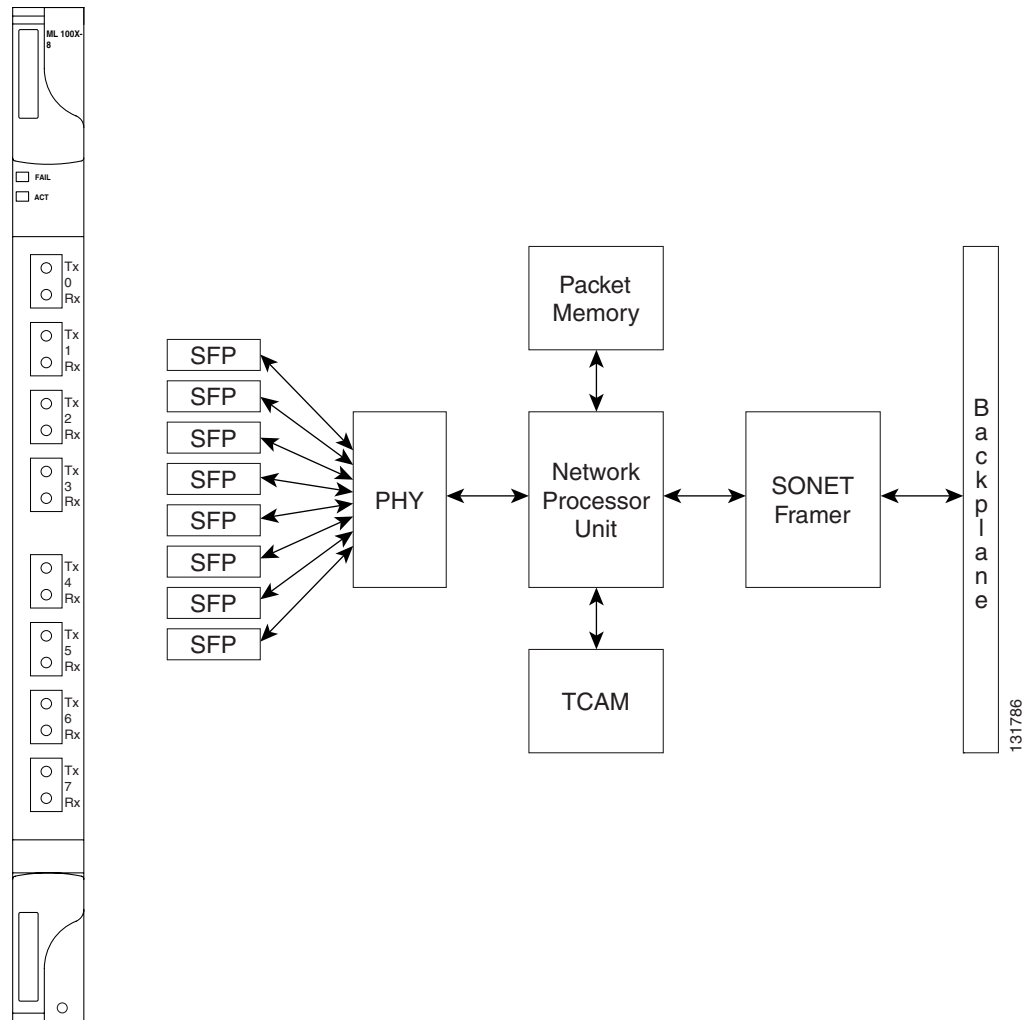 ML 100X-
8
FAIL
ACT
Tx
0
Rx
Tx
1
Rx
Tx
2
Rx
Tx
3
Rx
Tx
4
Rx
Tx
5
Rx
Tx
6
Rx
Tx
7
Rx
SFP
SFP
SFP
SFP
SFP
SFP
SFP
SFP
PHY
Packet
Memory
Network
Processor
Unit
TCAM
SONET
Framer
Backplane
131786